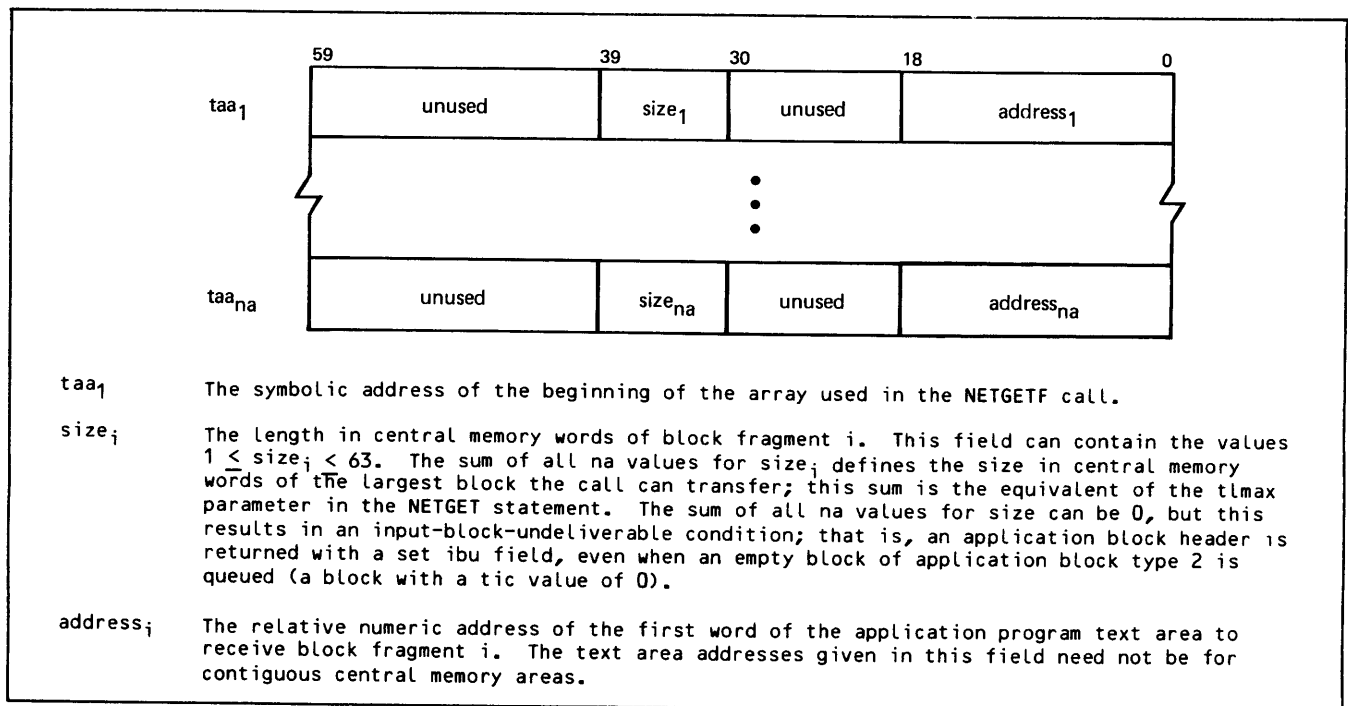 59 39 30 18 0
taa1 unused size1 unused address1
taana unused sizena unused addressna
taa1 The symbolic address of the beginning of the array used in the NETGETF call.
sizei The length in central memory words of block fragment i. This field can contain the values
1 ≤ sizei ≤ 63. The sum of all na values for sizei defines the size in central memory
words of the largest block the call can transfer; this sum is the equivalent of the tlmax
parameter in the NETGET statement. The sum of all na values for size can be 0, but this
results in an input-block-undeliverable condition; that is, an application block header is
returned with a set ibu field, even when an empty block of application block type 2 is
queued (a block with a tlc value of 0).
addressi The relative numeric address of the first word of the application program text area to
receive block fragment i. The text area addresses given in this field need not be for
contiguous central memory areas.